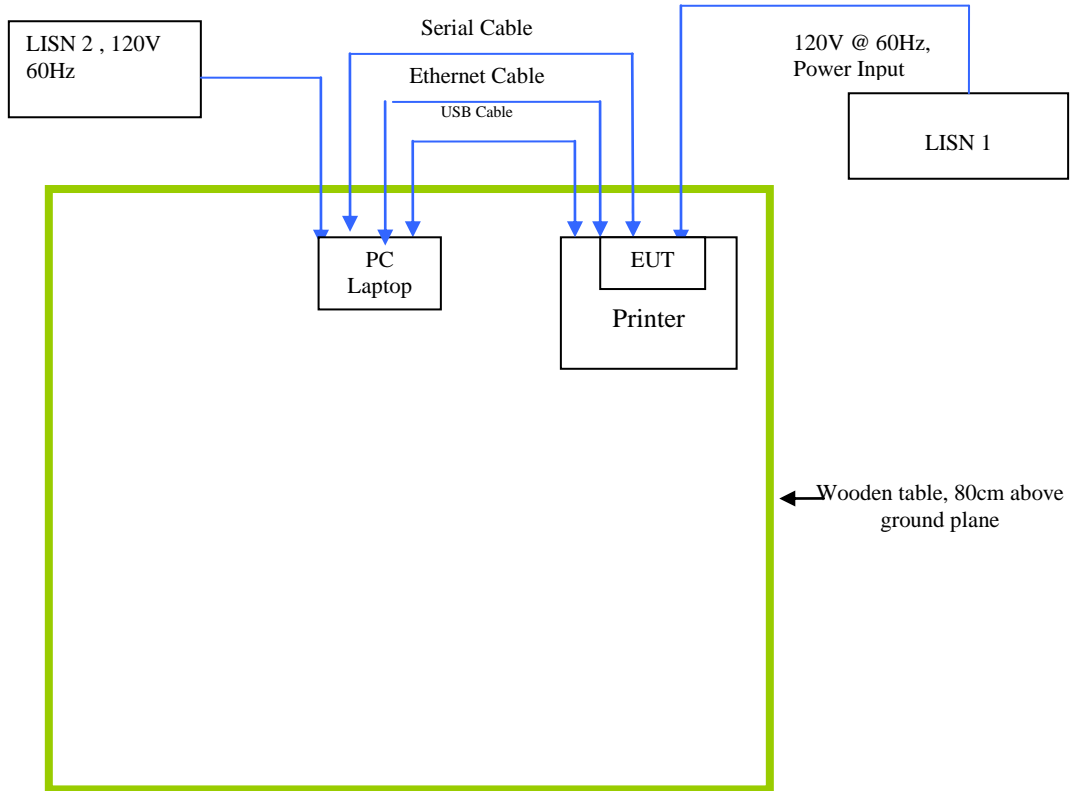 LISN 2 , 120V
60Hz
Serial Cable
Ethernet Cable
USB Cable
120V @ 60Hz,
Power Input
LISN 1
PC
Laptop
EUT
Printer
Wooden table, 80cm above
ground plane